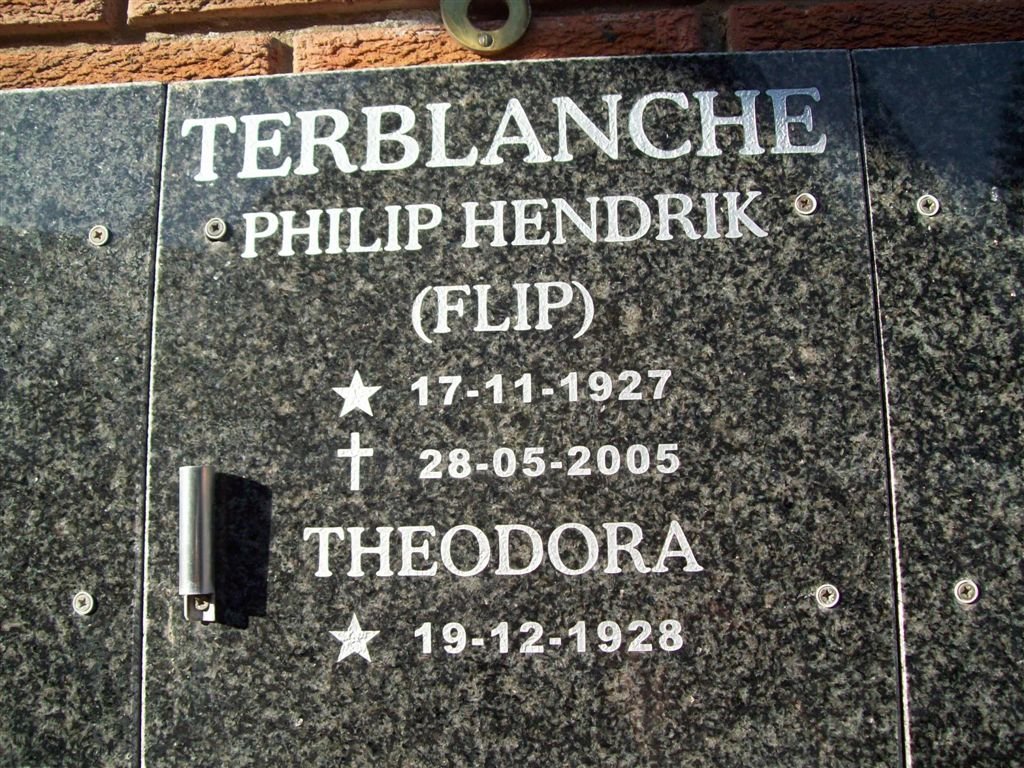 TERBLANCHE
PHILIP HENDRIK
(FLIP)
★ 17-11-1927
✝ 28-05-2005
THEODORA
★ 19-12-1928